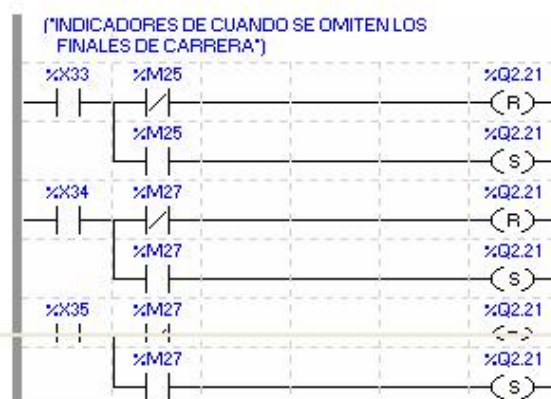 (*INDICADORES DE CUANDO SE OMITEN LOS
FINALES DE CARRERA*)
%X33 %M25 %Q2.21
R
%M25 %Q2.21
S
%X34 %M27 %Q2.21
R
%M27 %Q2.21
S
%X35 %M27 %Q2.21
%M27 %Q2.21
S